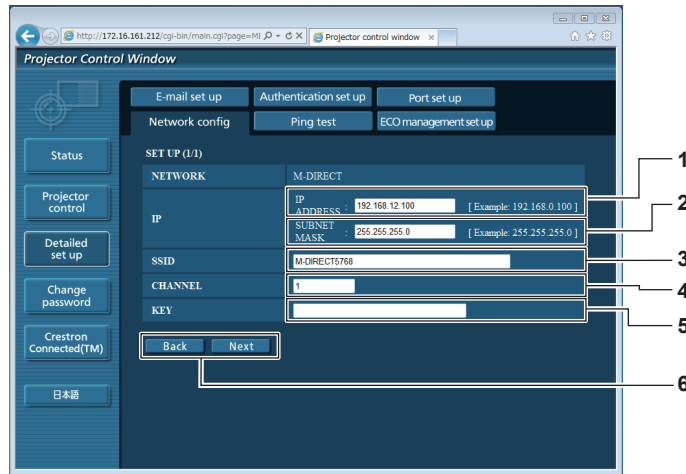 http://172.16.161.212/cgi-bin/main.cgi?page=MI
Projector control window
Projector Control Window
E-mail set up
Authentication set up
Port set up
Network config
Ping test
ECO management set up
Status
Projector
control
Detailed
set up
Change
password
Crestron
Connected(TM)
日本語
SET UP (1/1)
NETWORK
M-DIRECT
IP
IP
ADDRESS : 192.168.12.100 [ Example: 192.168.0.100 ]
SUBNET
MASK : 255.255.255.0 [ Example: 255.255.255.0 ]
SSID
M-DIRECT5768
CHANNEL
1
KEY
Back
Next
1
2
3
4
5
6